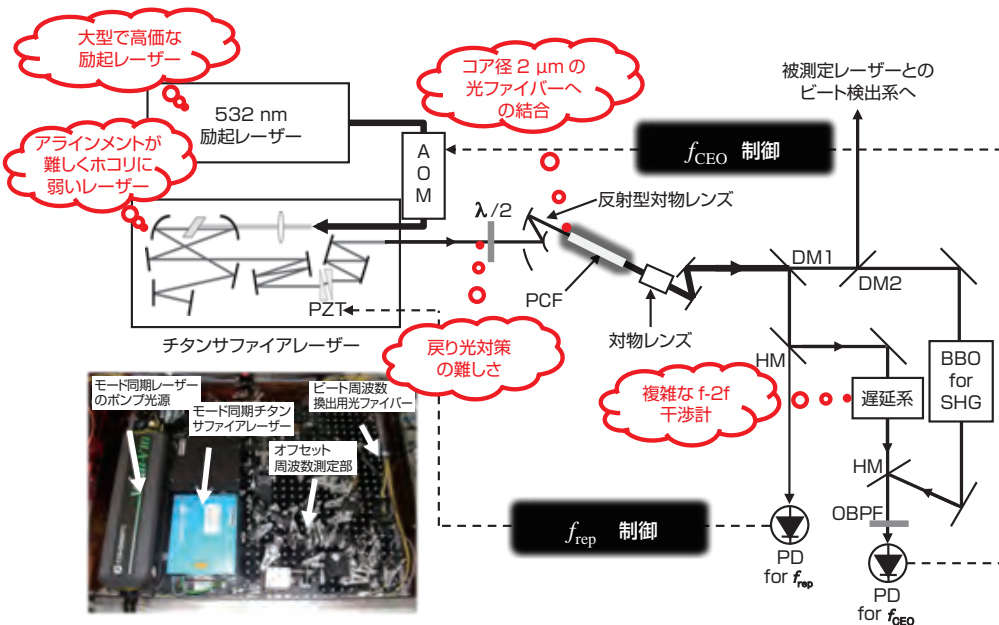 大型で高価な
励起レーザー
532 nm
励起レーザー
アラインメントが
難しくホコリに
弱いレーザー
AOM
コア径 2 μm の
光ファイバーへ
の結合
被測定レーザーとの
ビート検出系へ
fCEO 制御
λ/2
反射型対物レンズ
PCF
対物レンズ
DM1
DM2
PZT
チタンサファイアレーザー
戻り光対策
の難しさ
HM
複雑な f-2f
干渉計
遅延系
BBO
for
SHG
HM
OBPF
frep 制御
PD
for frep
PD
for fCEO
モード同期レーザー
のポンプ光源
モード同期チタン
サファイアレーザー
ビート周波数
検出用光ファイバー
オフセット
周波数測定部